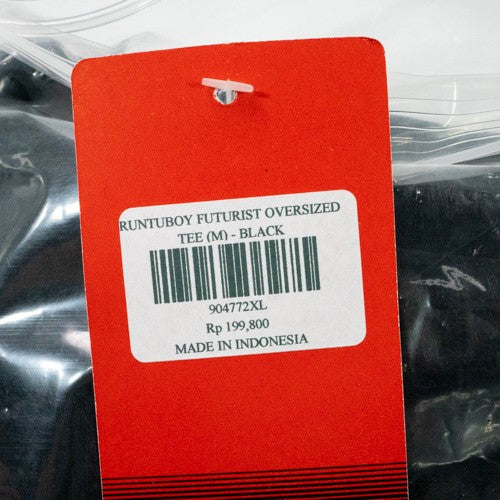 RUNTUBOY FUTURIST OVERSIZED
TEE (M) - BLACK
904772XL
Rp 199,800
MADE IN INDONESIA